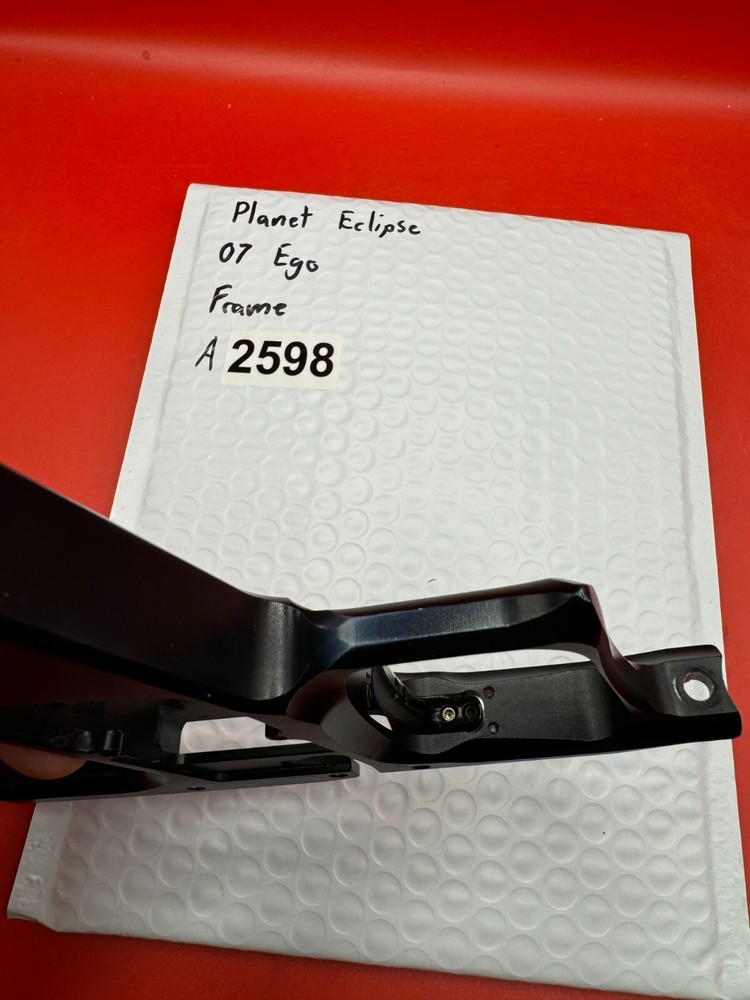 Planet Eclipse
07 Ego
Frame
A 2598